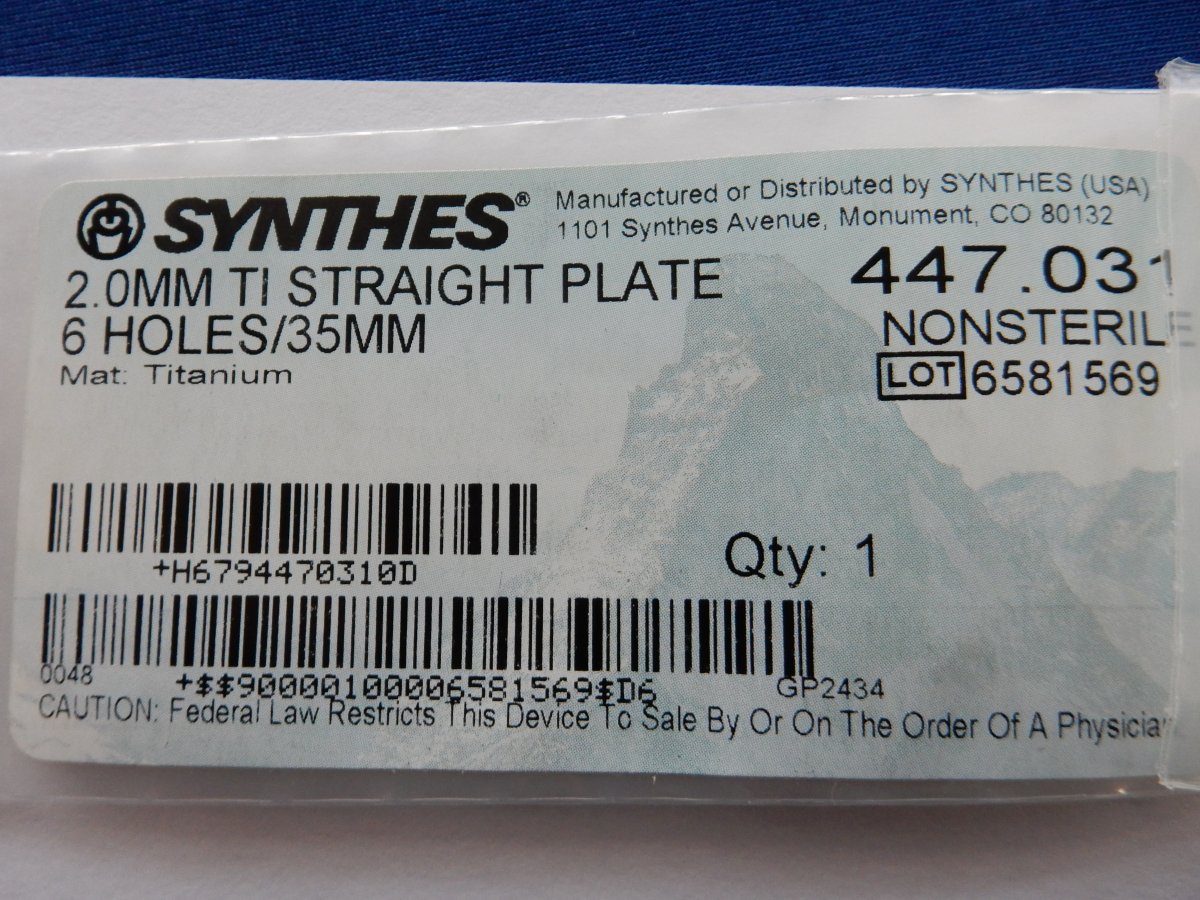 SYNTHES®
Manufactured or Distributed by SYNTHES (USA)
1101 Synthes Avenue, Monument, CO 80132
2.0MM TI STRAIGHT PLATE
6 HOLES/35MM
Mat: Titanium
447.031
NONSTERILE
LOT 6581569
+H6794470310D
Qty: 1
0048
+$$90000100006581569$D6
GP2434
CAUTION: Federal Law Restricts This Device To Sale By Or On The Order Of A Physician